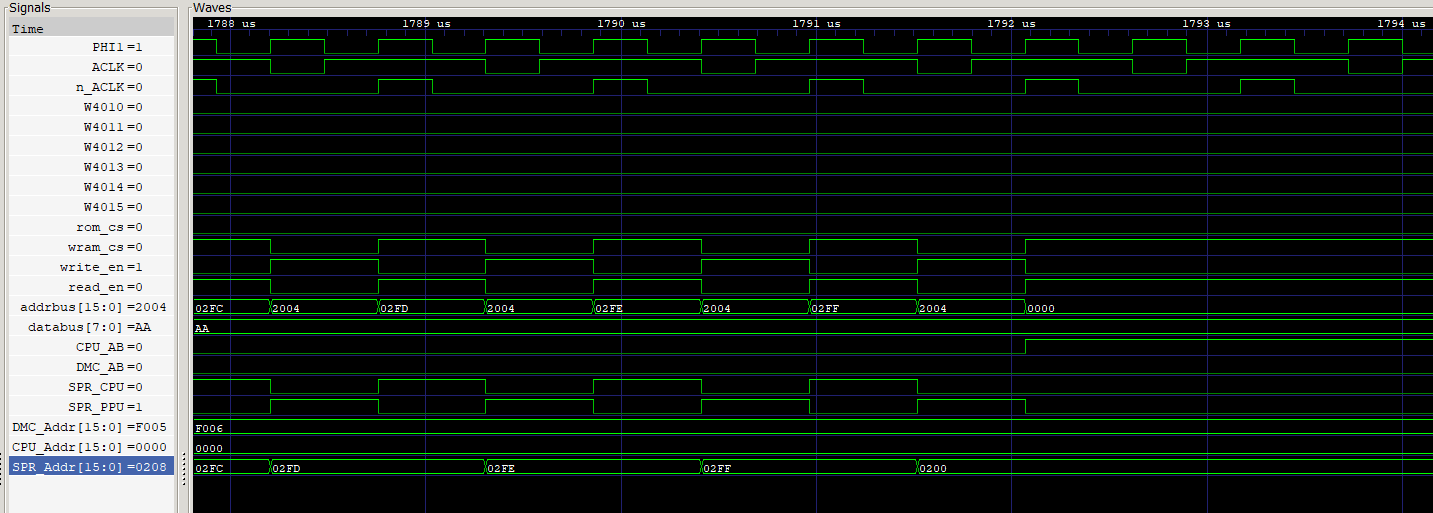 Signals Waves
Time 1788 us 1789 us 1790 us 1791 us 1792 us 1793 us 1794 us
PHI1=1
ACLK=0
n_ACLK=0
W4010=0
W4011=0
W4012=0
W4013=0
W4014=0
W4015=0
rom_cs=0
wram_cs=0
write_en=1
read_en=0
addrbus[15:0]=2004 02FC 2004 02FD 2004 02FE 2004 02FF 2004 0000
databus[7:0]=AA AA
CPU_AB=0
DMC_AB=0
SPR_CPU=0
SPR_PPU=1
DMC_Addr[15:0]=F005 F006
CPU_Addr[15:0]=0000 0000
SPR_Addr[15:0]=0208 02FC 02FD 02FE 02FF 0200